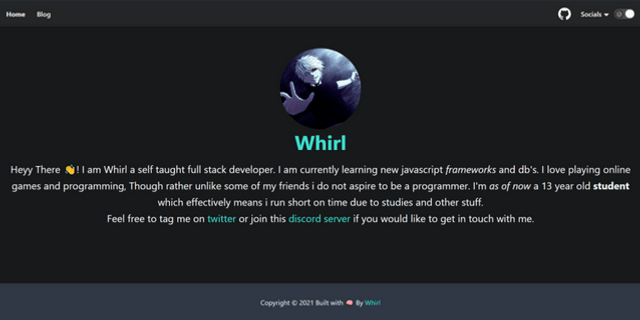 Home Blog Socials
Whirl
Heyy There 👋! I am Whirl a self taught full stack developer. I am currently learning new javascript frameworks and db's. I love playing online
games and programming, Though rather unlike some of my friends i do not aspire to be a programmer. I'm as of now a 13 year old student
which effectively means i run short on time due to studies and other stuff.
Feel free to tag me on twitter or join this discord server if you would like to get in touch with me.
Copyright © 2021 Built with 🧠 By Whirl